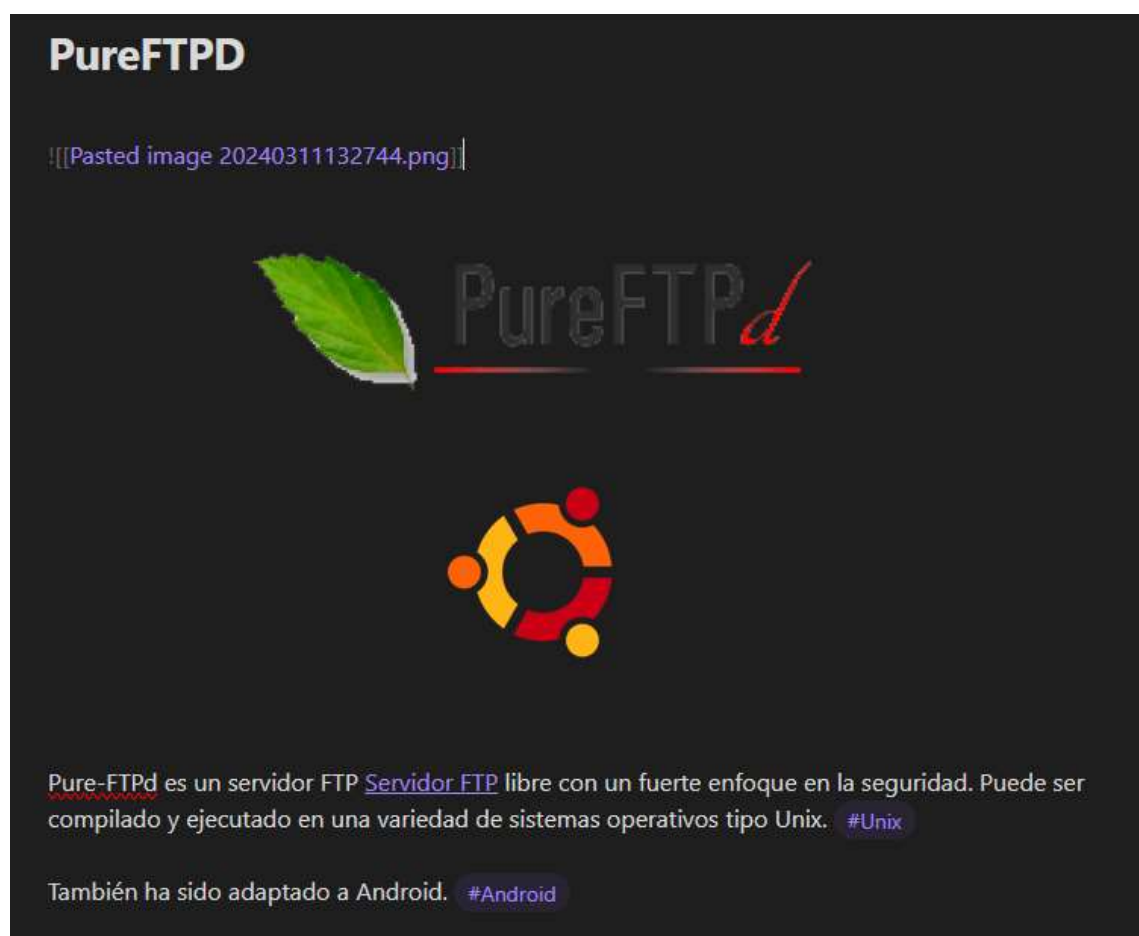 PureFTPD
![[Pasted image 20240311132744.png]]
PureFTPd
Pure-FTPd es un servidor FTP Servidor FTP libre con un fuerte enfoque en la seguridad. Puede ser
compilado y ejecutado en una variedad de sistemas operativos tipo Unix. #Unix
También ha sido adaptado a Android. #Android